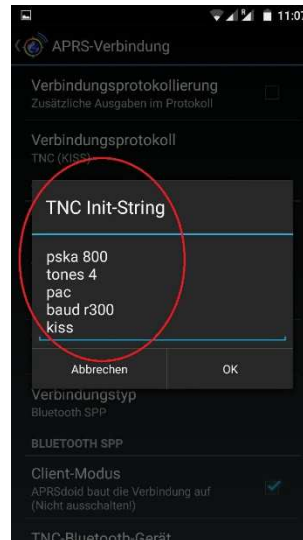 11:07
APRS-Verbindung
Verbindungsprotokollierung
Zusätzliche Ausgaben im Protokoll
Verbindungsprotokoll
TNC (KISS)
TNC Init-String
pska 800
tones 4
pac
baud r300
kiss
Abbrechen
OK
Verbindungstyp
Bluetooth SPP
BLUETOOTH SPP
Client-Modus
APRSdoid baut die Verbindung auf
(Nicht ausschalten!)
TNC-Bluetooth-Gerät